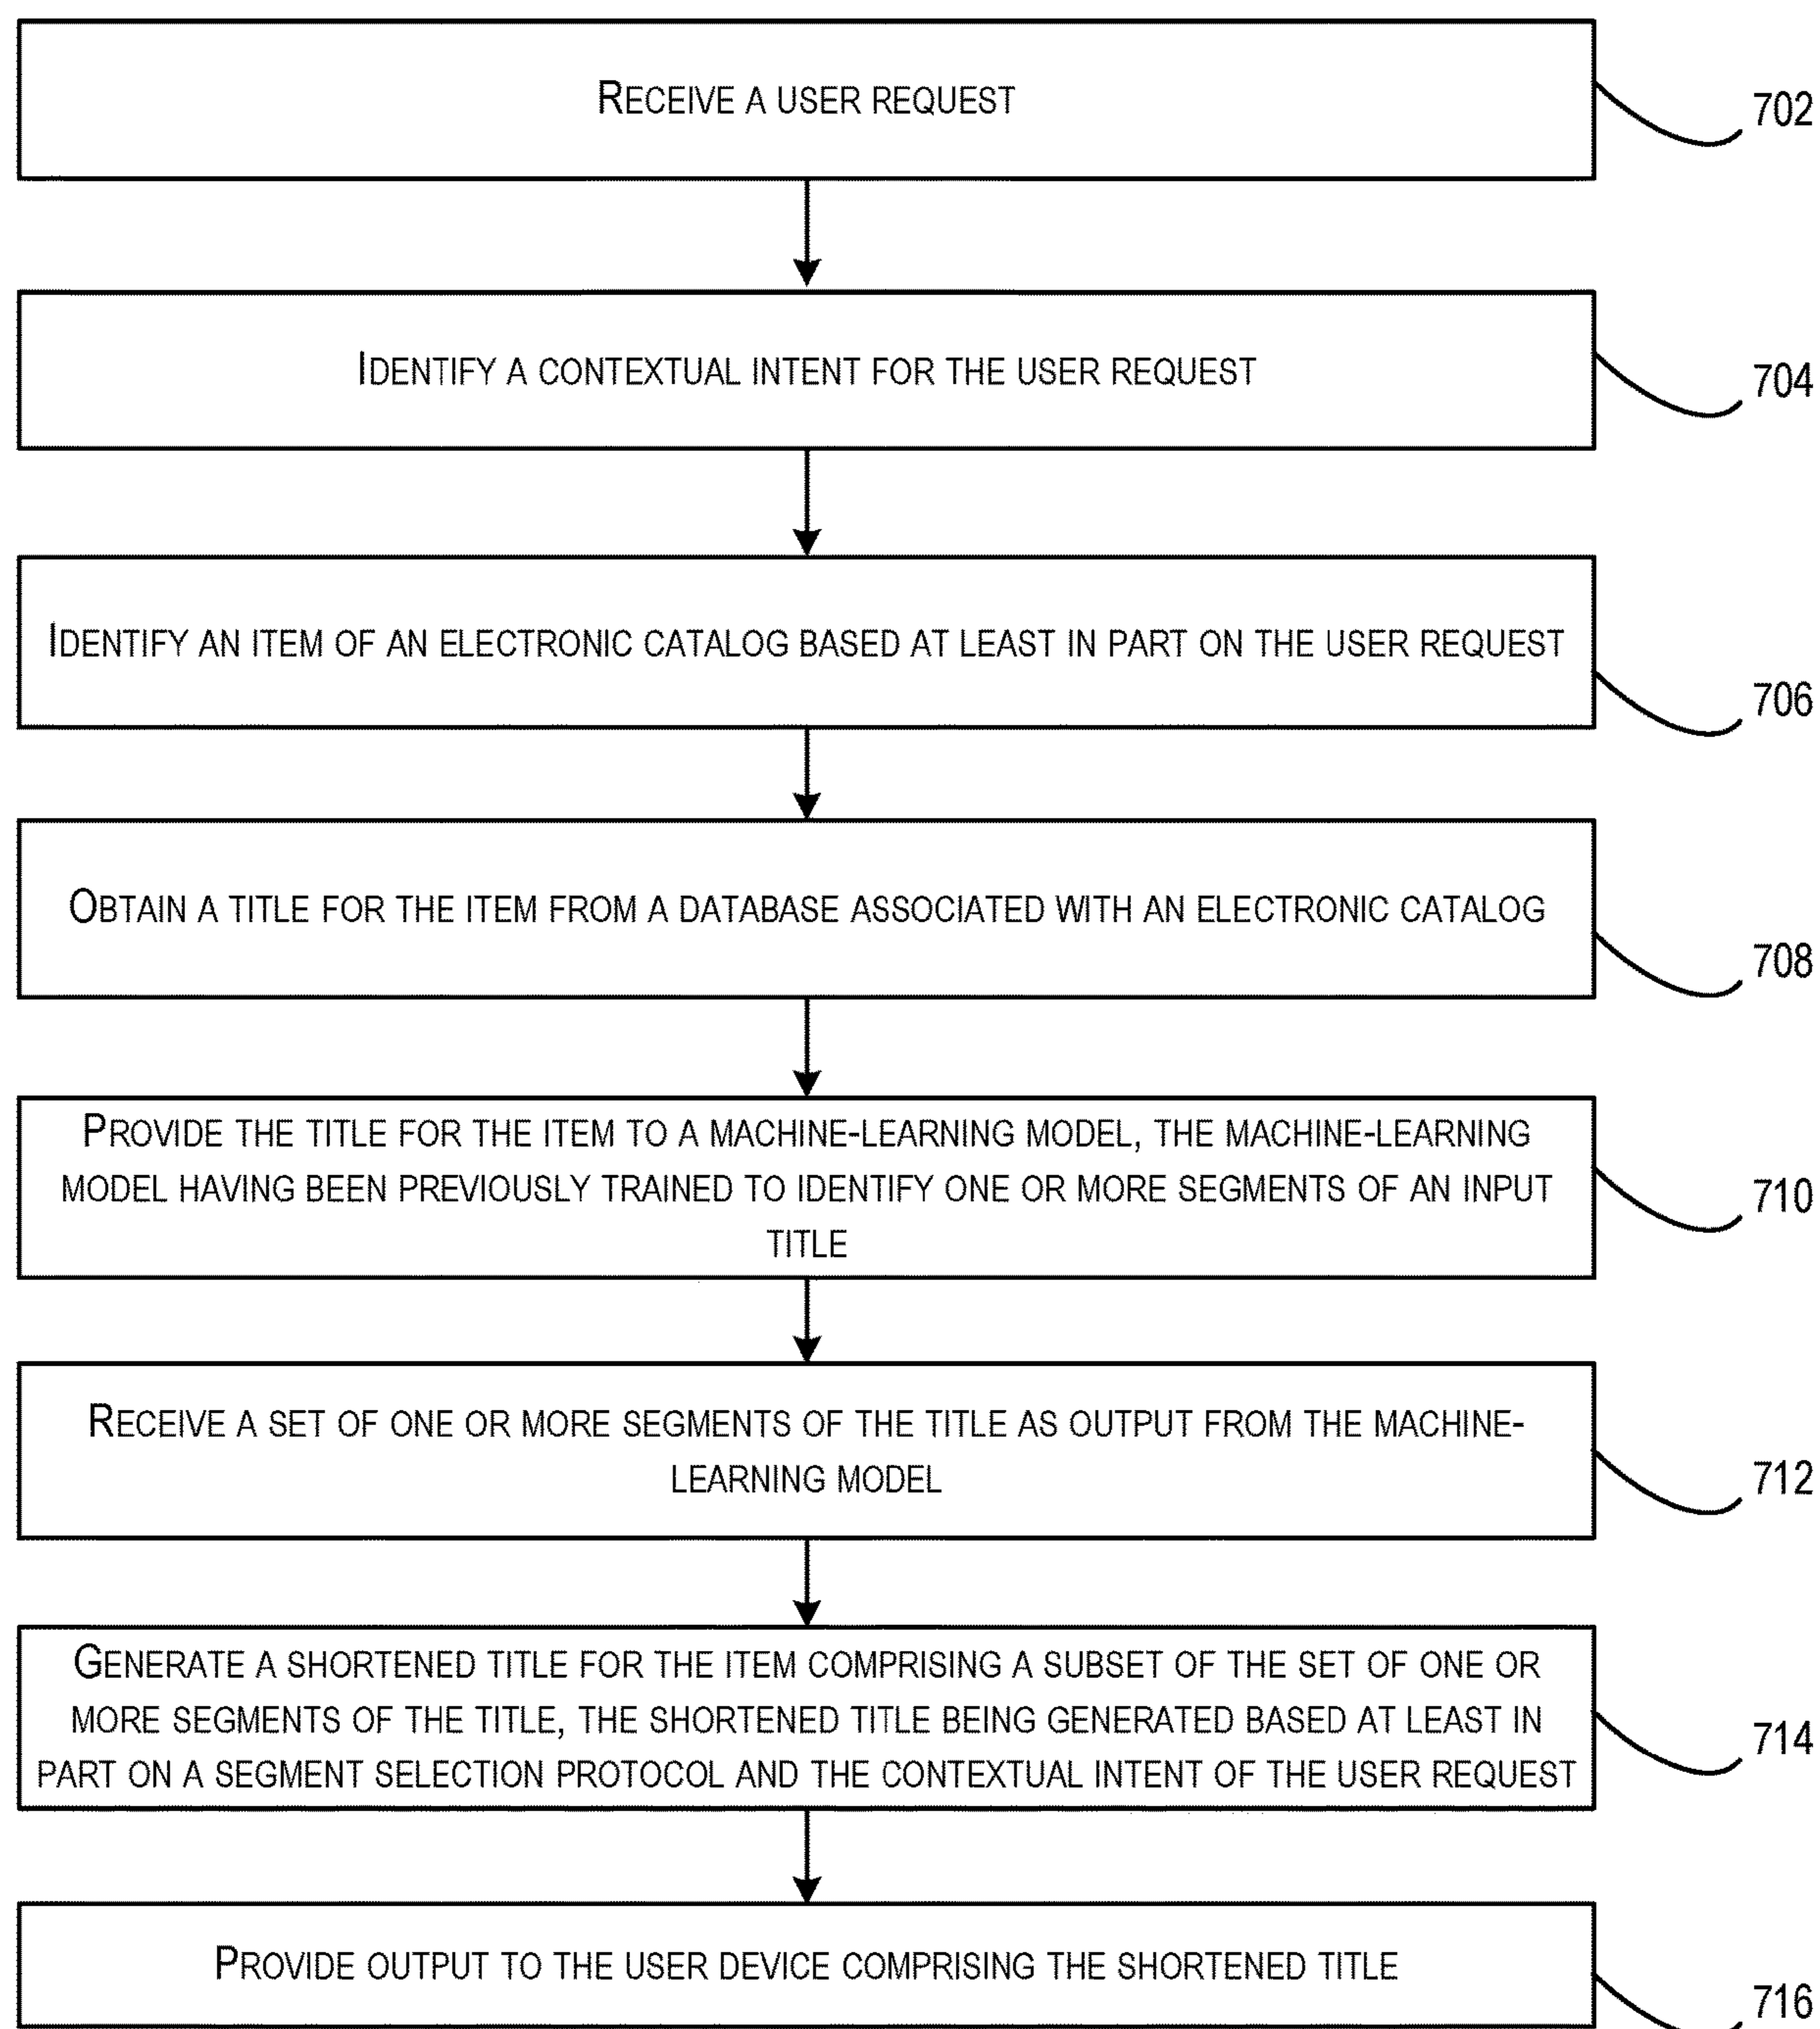 RECEIVE A USER REQUEST
702
IDENTIFY A CONTEXTUAL INTENT FOR THE USER REQUEST
704
IDENTIFY AN ITEM OF AN ELECTRONIC CATALOG BASED AT LEAST IN PART ON THE USER REQUEST
706
OBTAIN A TITLE FOR THE ITEM FROM A DATABASE ASSOCIATED WITH AN ELECTRONIC CATALOG
708
PROVIDE THE TITLE FOR THE ITEM TO A MACHINE-LEARNING MODEL, THE MACHINE-LEARNING
MODEL HAVING BEEN PREVIOUSLY TRAINED TO IDENTIFY ONE OR MORE SEGMENTS OF AN INPUT
TITLE
710
RECEIVE A SET OF ONE OR MORE SEGMENTS OF THE TITLE AS OUTPUT FROM THE MACHINE-
LEARNING MODEL
712
GENERATE A SHORTENED TITLE FOR THE ITEM COMPRISING A SUBSET OF THE SET OF ONE OR
MORE SEGMENTS OF THE TITLE, THE SHORTENED TITLE BEING GENERATED BASED AT LEAST IN
PART ON A SEGMENT SELECTION PROTOCOL AND THE CONTEXTUAL INTENT OF THE USER REQUEST
714
PROVIDE OUTPUT TO THE USER DEVICE COMPRISING THE SHORTENED TITLE
716